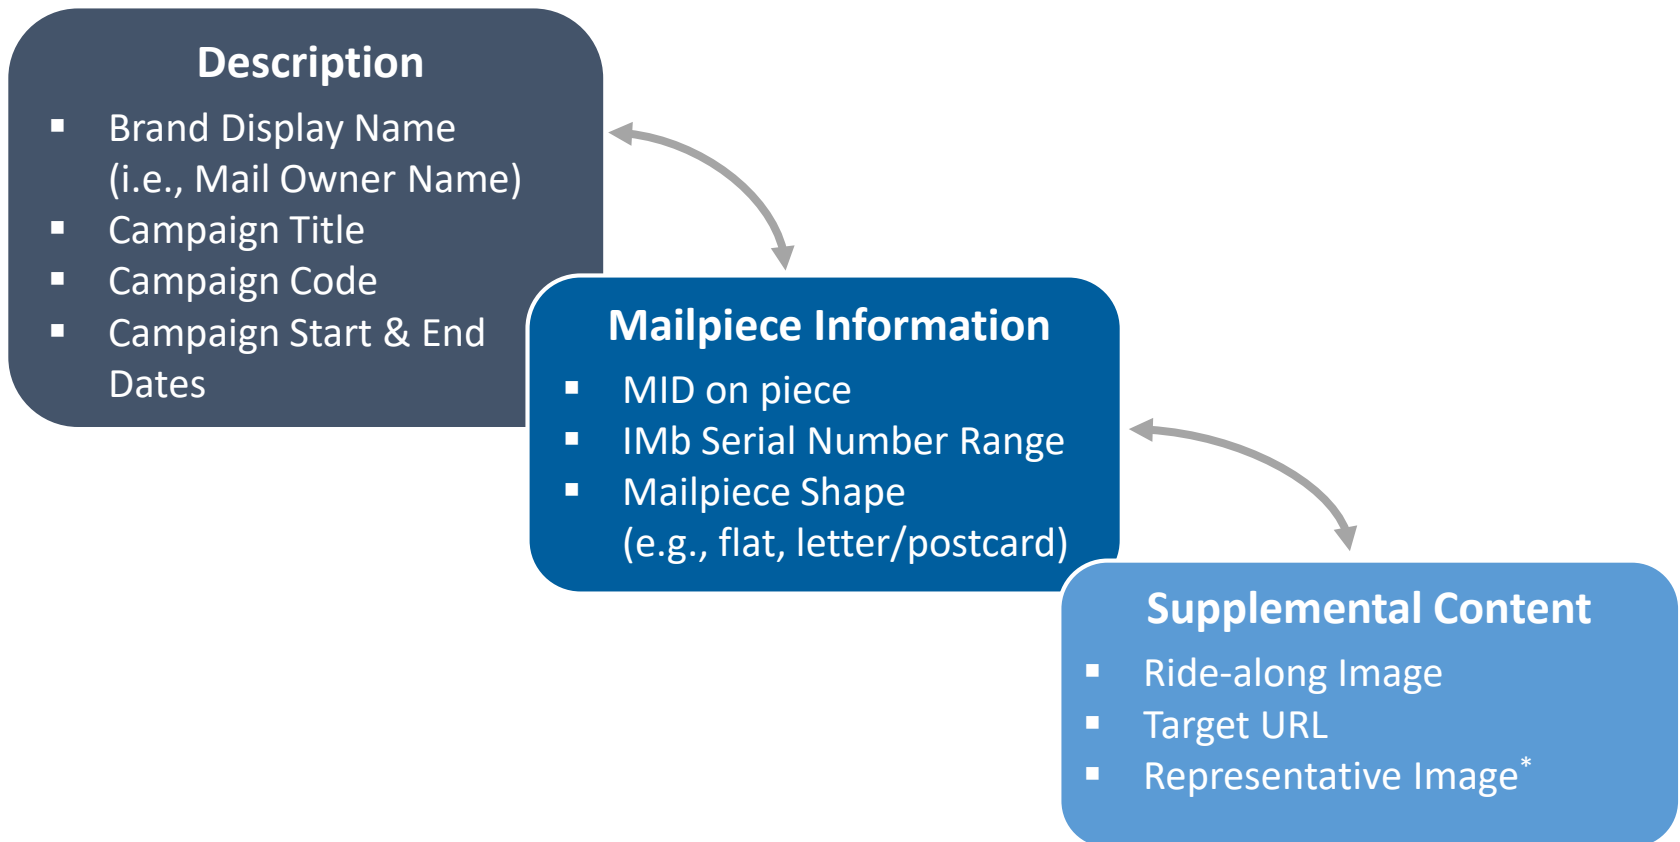 Description
▪ Brand Display Name
(i.e., Mail Owner Name)
▪ Campaign Title
▪ Campaign Code
▪ Campaign Start & End
Dates
Mailpiece Information
▪ MID on piece
▪ IMb Serial Number Range
▪ Mailpiece Shape
(e.g., flat, letter/postcard)
Supplemental Content
▪ Ride-along Image
▪ Target URL
▪ Representative Image*